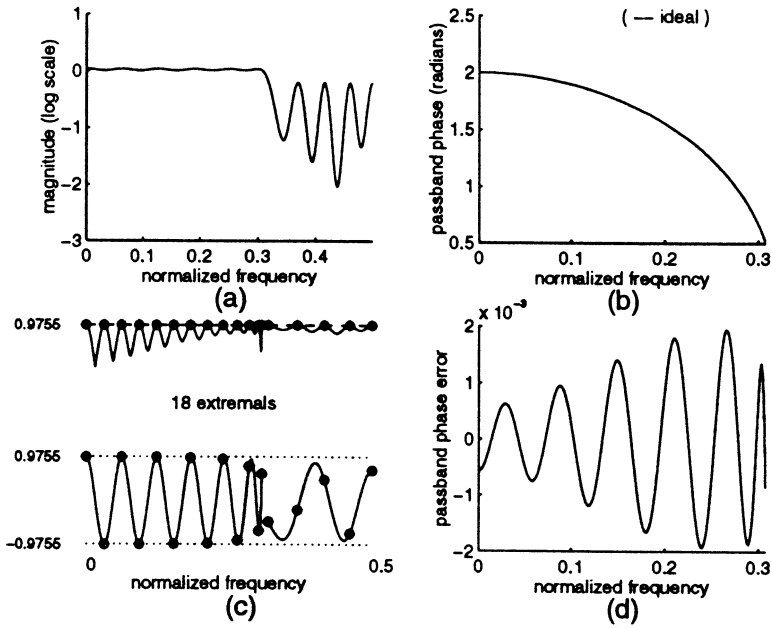 1
0
−1
−2
−3
magnitude (log scale)
0
0.1
0.2
0.3
0.4
normalized frequency
(a)
( — ideal )
2.5
2
1.5
1
0.5
passband phase (radians)
0
0.1
0.2
0.3
normalized frequency
(b)
0.9755
18 extremals
0.9755
−0.9755
0
0.5
normalized frequency
(c)
x 10⁻³
2
1
0
−1
−2
passband phase error
0
0.1
0.2
0.3
normalized frequency
(d)